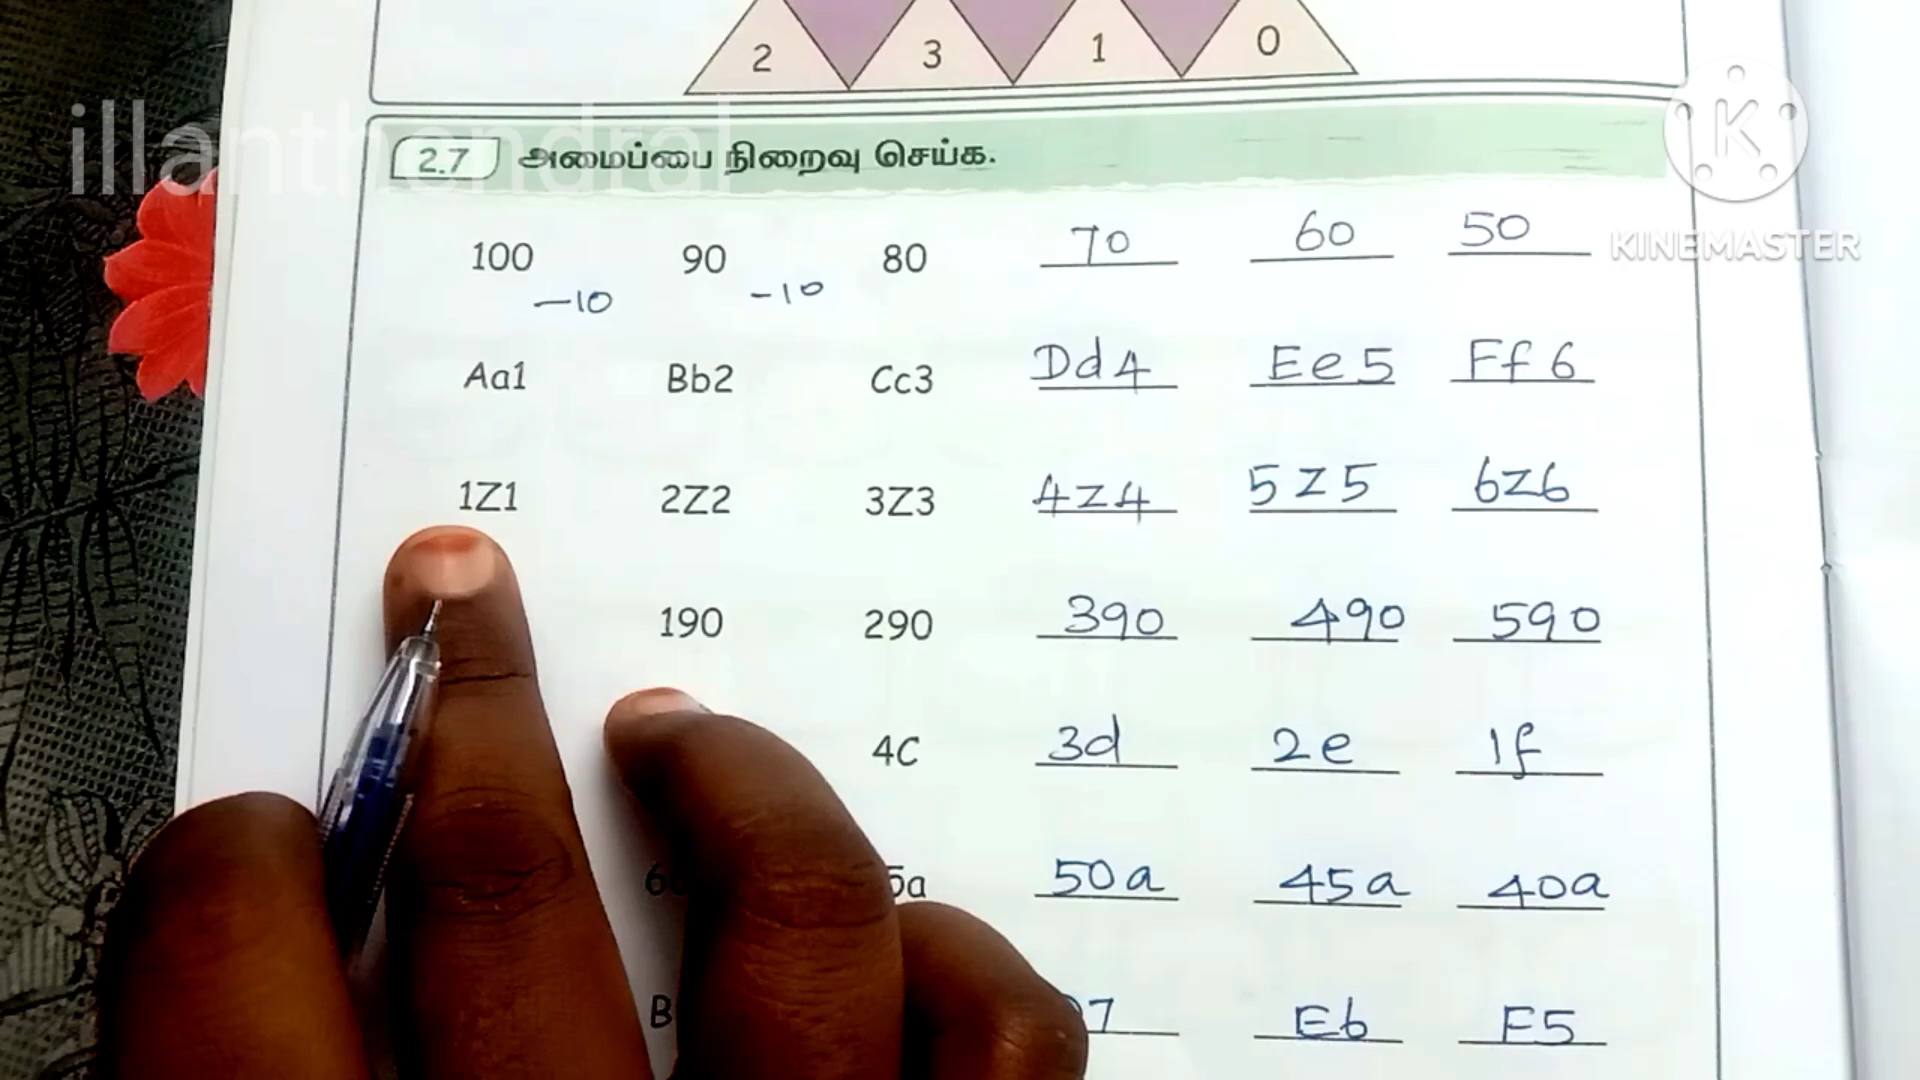 2 3 1 0
illanthendral
K
KINEMASTER
2.7 அமைப்பை நிறைவு செய்க.
100 90 80 70 60 50
-10 -10
Aa1 Bb2 Cc3 Dd4 Ee5 Ff6
1Z1 2Z2 3Z3 4Z4 5Z5 6Z6
190 290 390 490 590
4C 3d 2e 1f
50a 45a 40a
B E6 F5